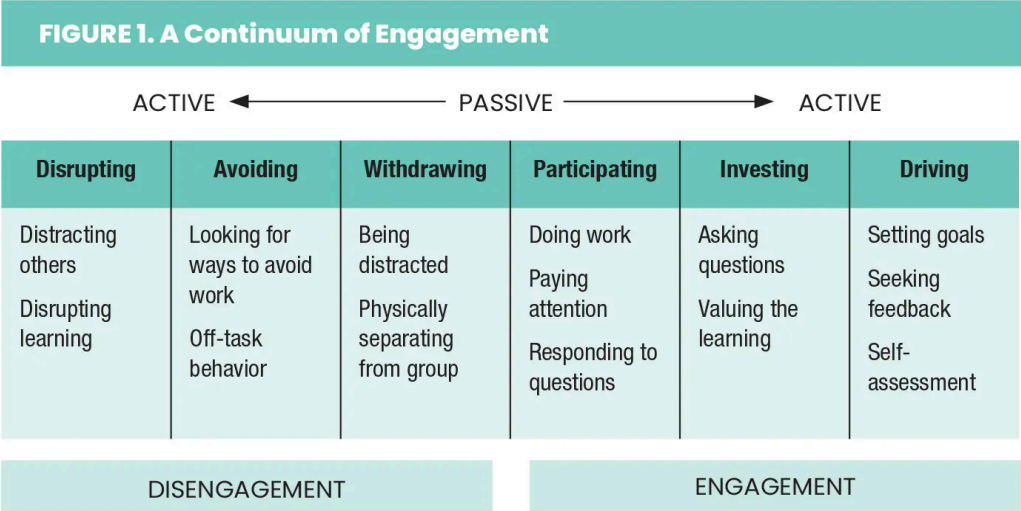 FIGURE 1. A Continuum of Engagement
ACTIVE PASSIVE ACTIVE
Disrupting Avoiding Withdrawing Participating Investing Driving
Distracting
others
Disrupting
learning
Looking for
ways to avoid
work
Off-task
behavior
Being
distracted
Physically
separating
from group
Doing work
Paying
attention
Responding to
questions
Asking
questions
Valuing the
learning
Setting goals
Seeking
feedback
Self-
assessment
DISENGAGEMENT
ENGAGEMENT